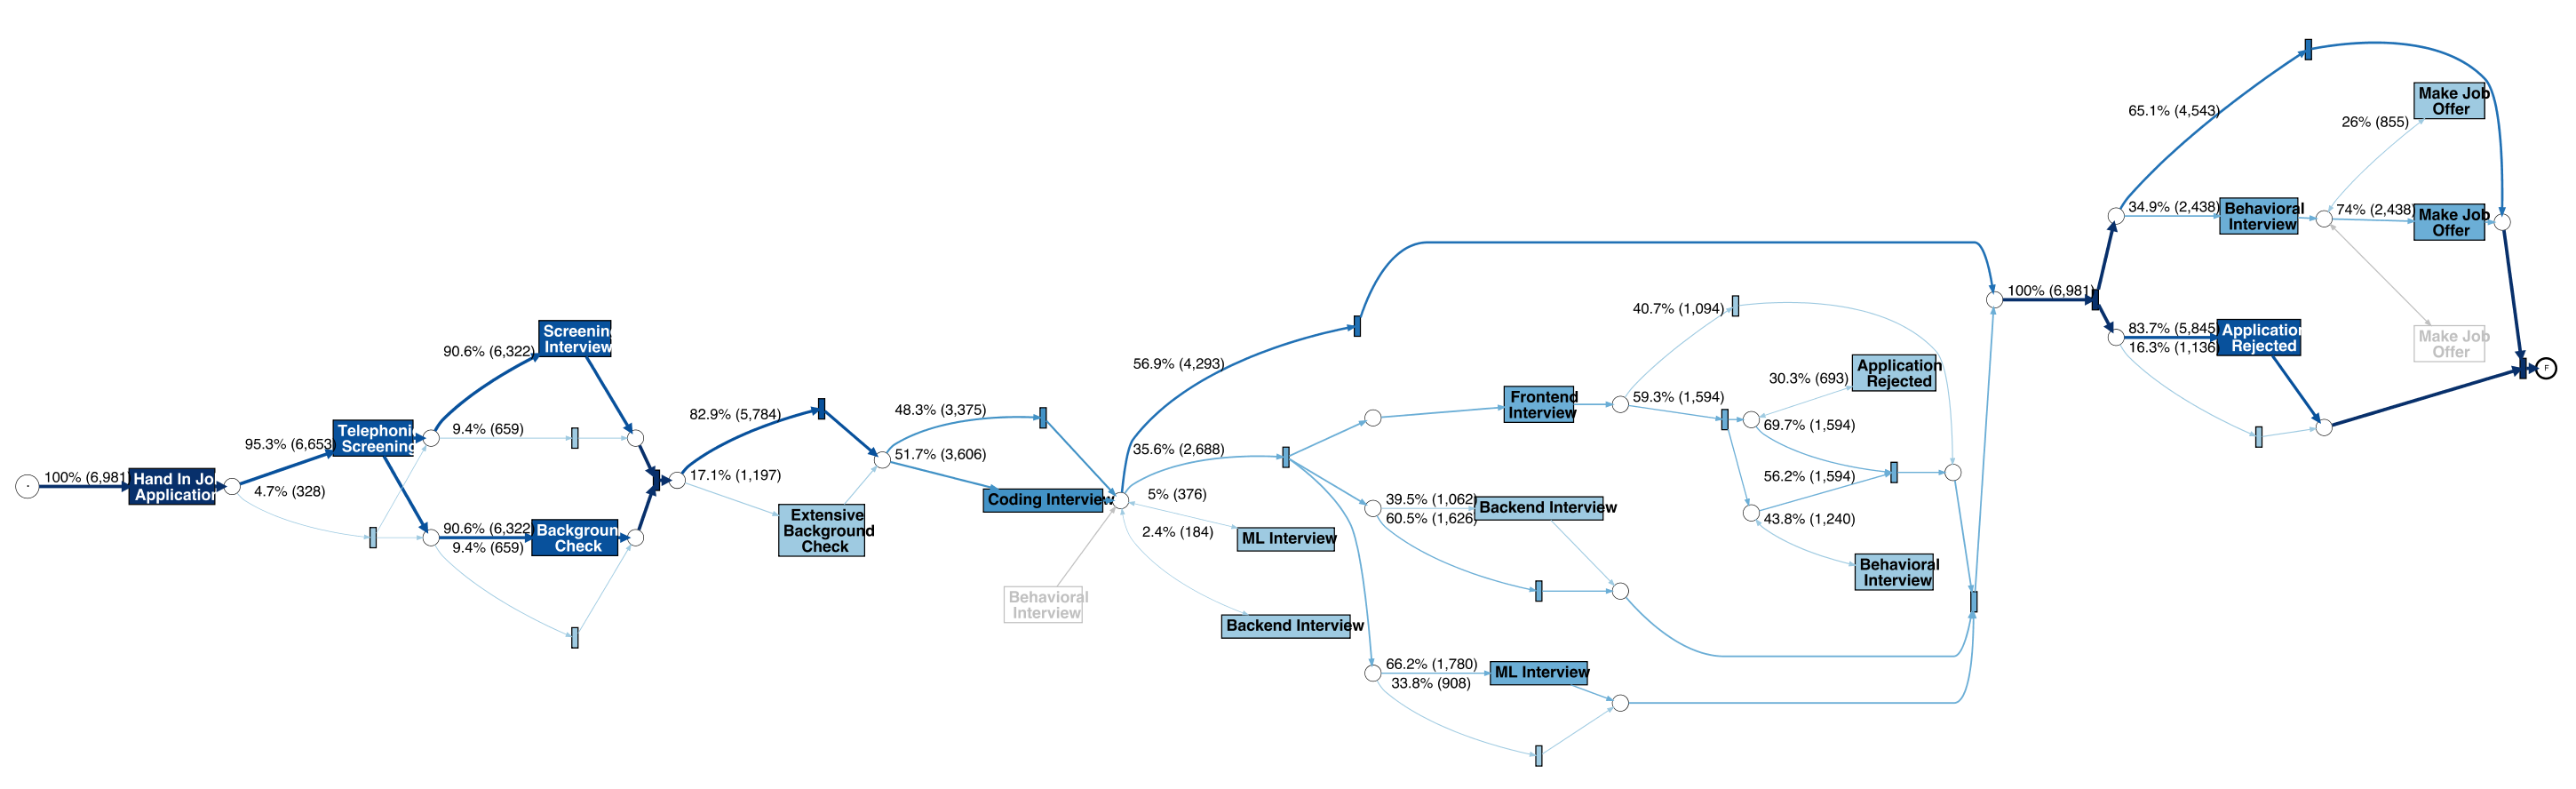 100% (6,981)
Hand In Jo
Application
95.3% (6,653)
4.7% (328)
Telephonic
Screening
90.6% (6,322)
9.4% (659)
90.6% (6,322)
9.4% (659)
Screening
Interview
Background
Check
82.9% (5,784)
17.1% (1,197)
Extensive
Background
Check
48.3% (3,375)
51.7% (3,606)
Coding Interview
Behavioral
Interview
56.9% (4,293)
35.6% (2,688)
5% (376)
2.4% (184)
ML Interview
Backend Interview
39.5% (1,062)
60.5% (1,626)
66.2% (1,780)
33.8% (908)
Frontend
Interview
Backend Interview
ML Interview
40.7% (1,094)
59.3% (1,594)
30.3% (693)
69.7% (1,594)
56.2% (1,594)
43.8% (1,240)
Application
Rejected
Behavioral
Interview
100% (6,981)
65.1% (4,543)
34.9% (2,438)
83.7% (5,845)
16.3% (1,136)
Behavioral
Interview
Application
Rejected
26% (855)
74% (2,438)
Make Job
Offer
Make Job
Offer
Make Job
Offer
F